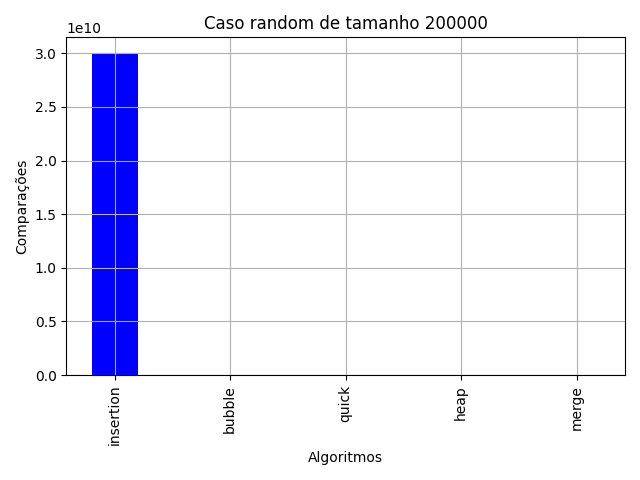 Caso random de tamanho 200000
1e10
3.0
2.5
2.0
1.5
1.0
0.5
0.0
Comparações
insertion
bubble
quick
heap
merge
Algoritmos